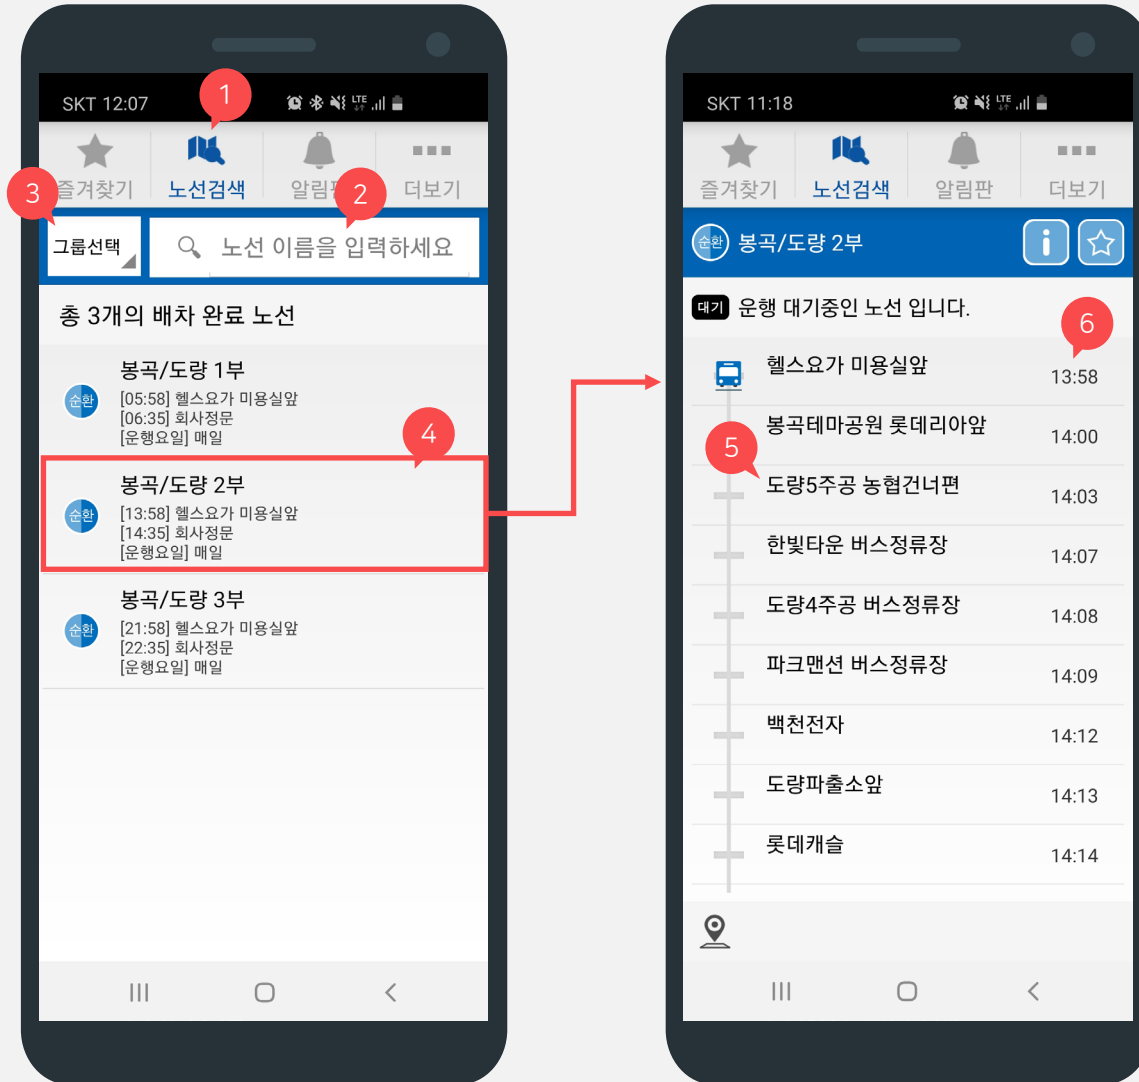 SKT 12:07
1
LTE
즐겨찾기
노선검색
알림판
더보기
3
2
그룹선택
노선 이름을 입력하세요
총 3개의 배차 완료 노선
순환
봉곡/도량 1부
[05:58] 헬스요가 미용실앞
[06:35] 회사정문
[운행요일] 매일
4
순환
봉곡/도량 2부
[13:58] 헬스요가 미용실앞
[14:35] 회사정문
[운행요일] 매일
순환
봉곡/도량 3부
[21:58] 헬스요가 미용실앞
[22:35] 회사정문
[운행요일] 매일
SKT 11:18
LTE
즐겨찾기
노선검색
알림판
더보기
순환 봉곡/도량 2부
i
대기 운행 대기중인 노선 입니다.
6
헬스요가 미용실앞 13:58
봉곡테마공원 롯데리아앞 14:00
5
도량5주공 농협건너편 14:03
한빛타운 버스정류장 14:07
도량4주공 버스정류장 14:08
파크맨션 버스정류장 14:09
백천전자 14:12
도량파출소앞 14:13
롯데캐슬 14:14